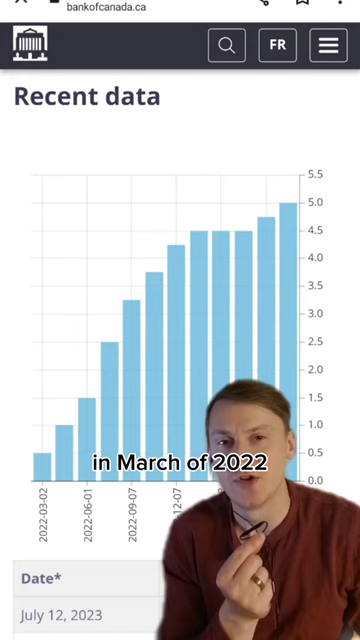 bankofcanada.ca
FR
Recent data
5.5
5.0
4.5
4.0
3.5
3.0
2.5
2.0
1.5
1.0
0.5
0.0
in March of 2022
2022-03-02
2022-06-01
2022-09-07
Date*
July 12, 2023